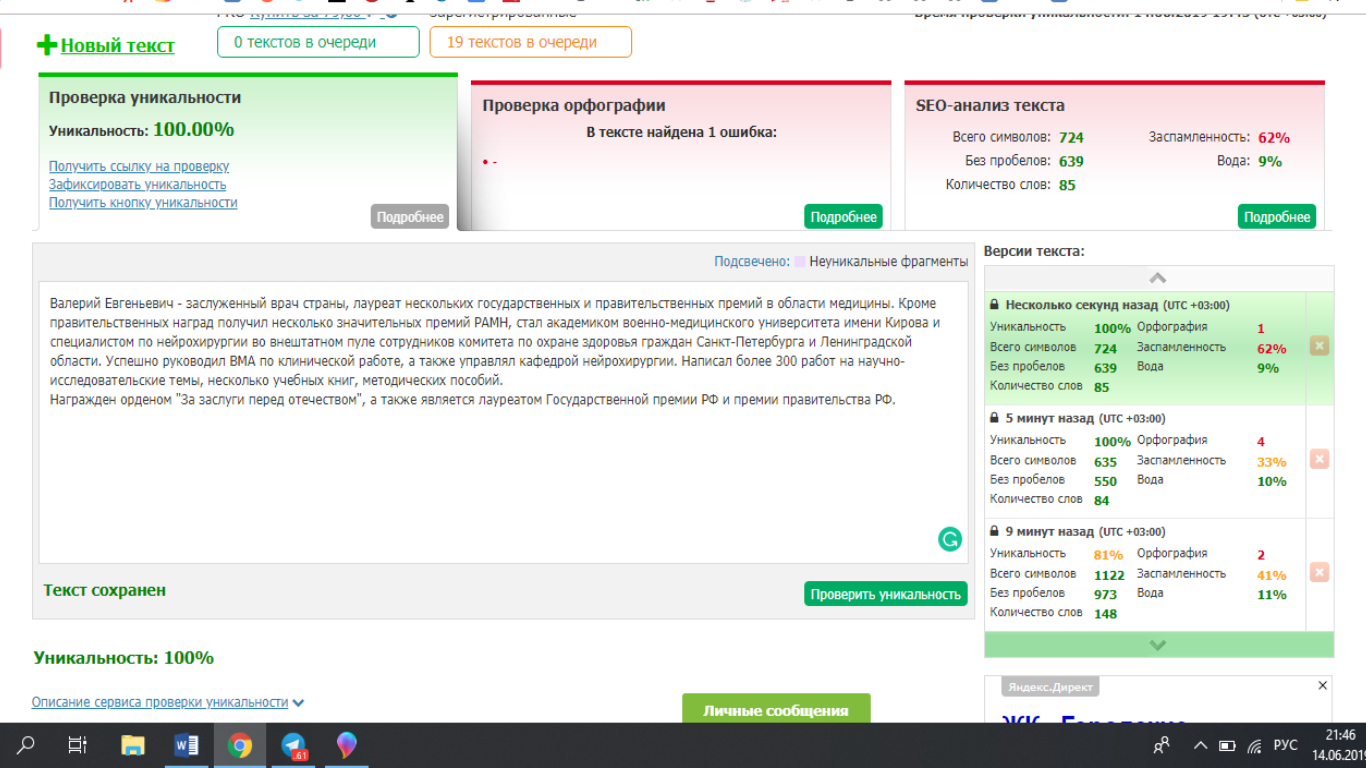 Купить за 79,00
Зарегистрированные
Новый текст
0 текстов в очереди
19 текстов в очереди
Проверка уникальности
Уникальность: 100.00%
Получить ссылку на проверку
Зафиксировать уникальность
Получить кнопку уникальности
Подробнее
Проверка орфографии
В тексте найдена 1 ошибка:
• -
Подробнее
SEO-анализ текста
Всего символов: 724 Заспамленность: 62%
Без пробелов: 639 Вода: 9%
Количество слов: 85
Подробнее
Подсвечено: Неуникальные фрагменты
Валерий Евгеньевич - заслуженный врач страны, лауреат нескольких государственных и правительственных премий в области медицины. Кроме
правительственных наград получил несколько значительных премий РАМН, стал академиком военно-медицинского университета имени Кирова и
специалистом по нейрохирургии во внештатном пуле сотрудников комитета по охране здоровья граждан Санкт-Петербурга и Ленинградской
области. Успешно руководил ВМА по клинической работе, а также управлял кафедрой нейрохирургии. Написал более 300 работ на научно-
исследовательские темы, несколько учебных книг, методических пособий.
Награжден орденом "За заслуги перед отечеством", а также является лауреатом Государственной премии РФ и премии правительства РФ.
Текст сохранен
Проверить уникальность
Версии текста:
Несколько секунд назад (UTC +03:00)
Уникальность 100% Орфография 1
Всего символов 724 Заспамленность 62%
Без пробелов 639 Вода 9%
Количество слов 85
5 минут назад (UTC +03:00)
Уникальность 100% Орфография 4
Всего символов 635 Заспамленность 33%
Без пробелов 550 Вода 10%
Количество слов 84
9 минут назад (UTC +03:00)
Уникальность 81% Орфография 2
Всего символов 1122 Заспамленность 41%
Без пробелов 973 Вода 11%
Количество слов 148
Уникальность: 100%
Описание сервиса проверки уникальности
Личные сообщения
Яндекс.Директ
61
РУС
21:46
14.06.2019